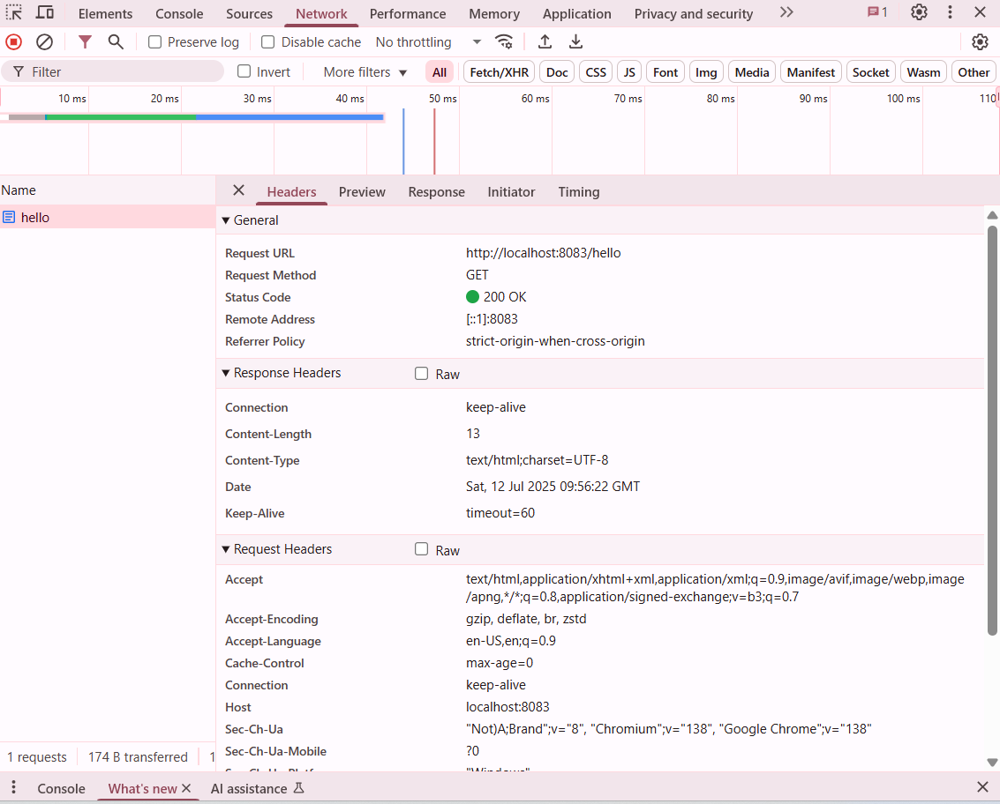 Elements Console Sources Network Performance Memory Application Privacy and security 1
Preserve log Disable cache No throttling
Filter Invert More filters All Fetch/XHR Doc CSS JS Font Img Media Manifest Socket Wasm Other
10 ms 20 ms 30 ms 40 ms 50 ms 60 ms 70 ms 80 ms 90 ms 100 ms 110
Name Headers Preview Response Initiator Timing
hello
General
Request URL http://localhost:8083/hello
Request Method GET
Status Code 200 OK
Remote Address [::1]:8083
Referrer Policy strict-origin-when-cross-origin
Response Headers Raw
Connection keep-alive
Content-Length 13
Content-Type text/html;charset=UTF-8
Date Sat, 12 Jul 2025 09:56:22 GMT
Keep-Alive timeout=60
Request Headers Raw
Accept text/html,application/xhtml+xml,application/xml;q=0.9,image/avif,image/webp,image
/apng,*/*;q=0.8,application/signed-exchange;v=b3;q=0.7
Accept-Encoding gzip, deflate, br, zstd
Accept-Language en-US,en;q=0.9
Cache-Control max-age=0
Connection keep-alive
Host localhost:8083
Sec-Ch-Ua "Not)A;Brand";v="8", "Chromium";v="138", "Google Chrome";v="138"
Sec-Ch-Ua-Mobile ?0
Sec-Ch-Ua-Platform "Windows"
1 requests 174 B transferred 1
Console What's new AI assistance